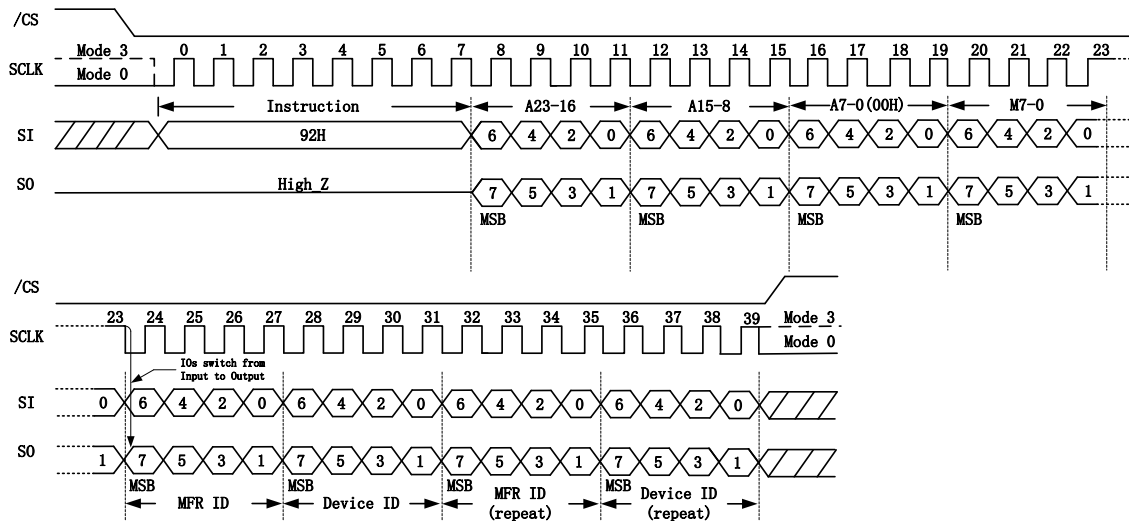 /CS
Mode 3 0 1 2 3 4 5 6 7 8 9 10 11 12 13 14 15 16 17 18 19 20 21 22 23
SCLK
Mode 0
Instruction A23-16 A15-8 A7-0(00H) M7-0
SI 92H 6 4 2 0 6 4 2 0 6 4 2 0 6 4 2 0
SO High_Z 7 5 3 1 7 5 3 1 7 5 3 1 7 5 3 1
MSB MSB MSB MSB
/CS
23 24 25 26 27 28 29 30 31 32 33 34 35 36 37 38 39 Mode 3
SCLK Mode 0
IOs switch from
Input to Output
SI 0 6 4 2 0 6 4 2 0 6 4 2 0 6 4 2 0
SO 1 7 5 3 1 7 5 3 1 7 5 3 1 7 5 3 1
MSB MSB MSB MSB
MFR ID Device ID MFR ID (repeat) Device ID (repeat)